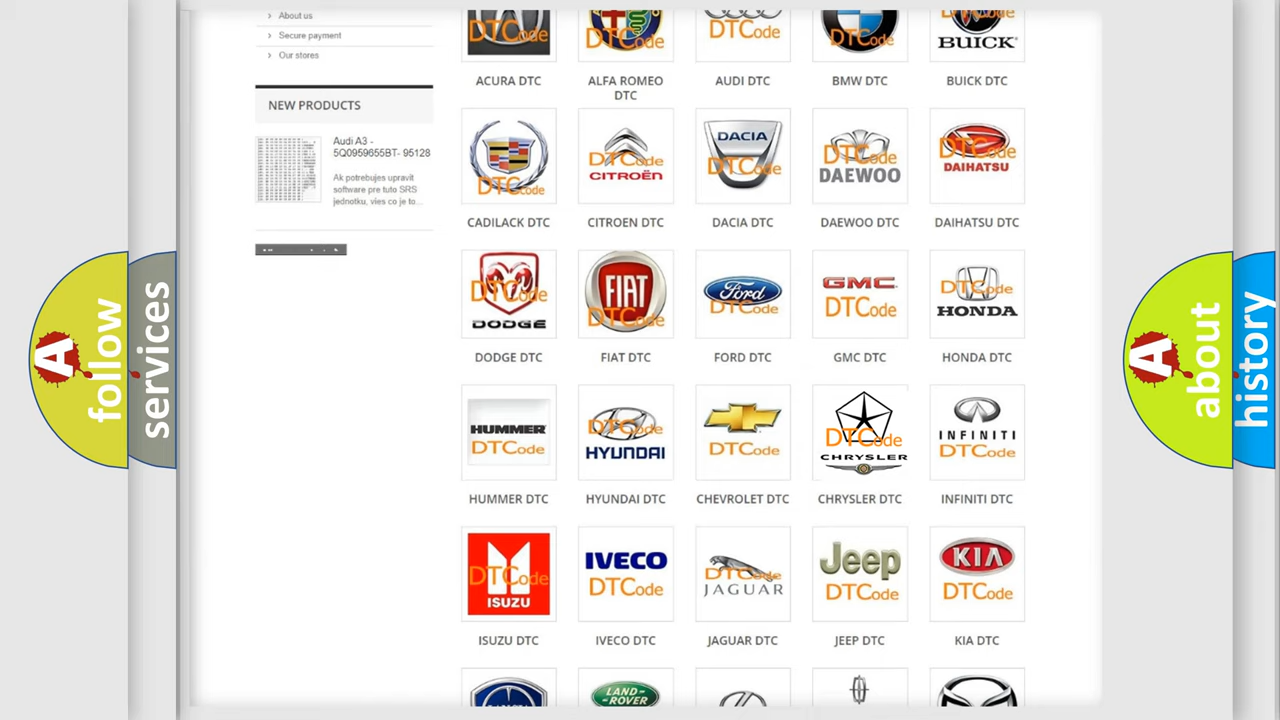 About us
Secure payment
Our stores
NEW PRODUCTS
Audi A3 -
5Q0959655BT- 95128
Ak potrebujes upravit
software pre tuto SRS
jednotku, vies co je to...
DTCode DTCode DTCode DTCode BUICK
ACURA DTC ALFA ROMEO DTC AUDI DTC BMW DTC BUICK DTC
DTCode DTCode CITROËN DACIA DTCode DTCode DAEWOO DTCode DAIHATSU
CADILACK DTC CITROEN DTC DACIA DTC DAEWOO DTC DAIHATSU DTC
DTCode DODGE FIAT DTCode Ford DTCode GMC DTCode DTCode HONDA
DODGE DTC FIAT DTC FORD DTC GMC DTC HONDA DTC
HUMMER DTCode DTCode HYUNDAI DTCode DTCode CHRYSLER INFINITI DTCode
HUMMER DTC HYUNDAI DTC CHEVROLET DTC CHRYSLER DTC INFINITI DTC
DTCode ISUZU IVECO DTCode DTCode JAGUAR Jeep DTCode KIA DTCode
ISUZU DTC IVECO DTC JAGUAR DTC JEEP DTC KIA DTC
LAND-
ROVER
A follow
services
A about
history